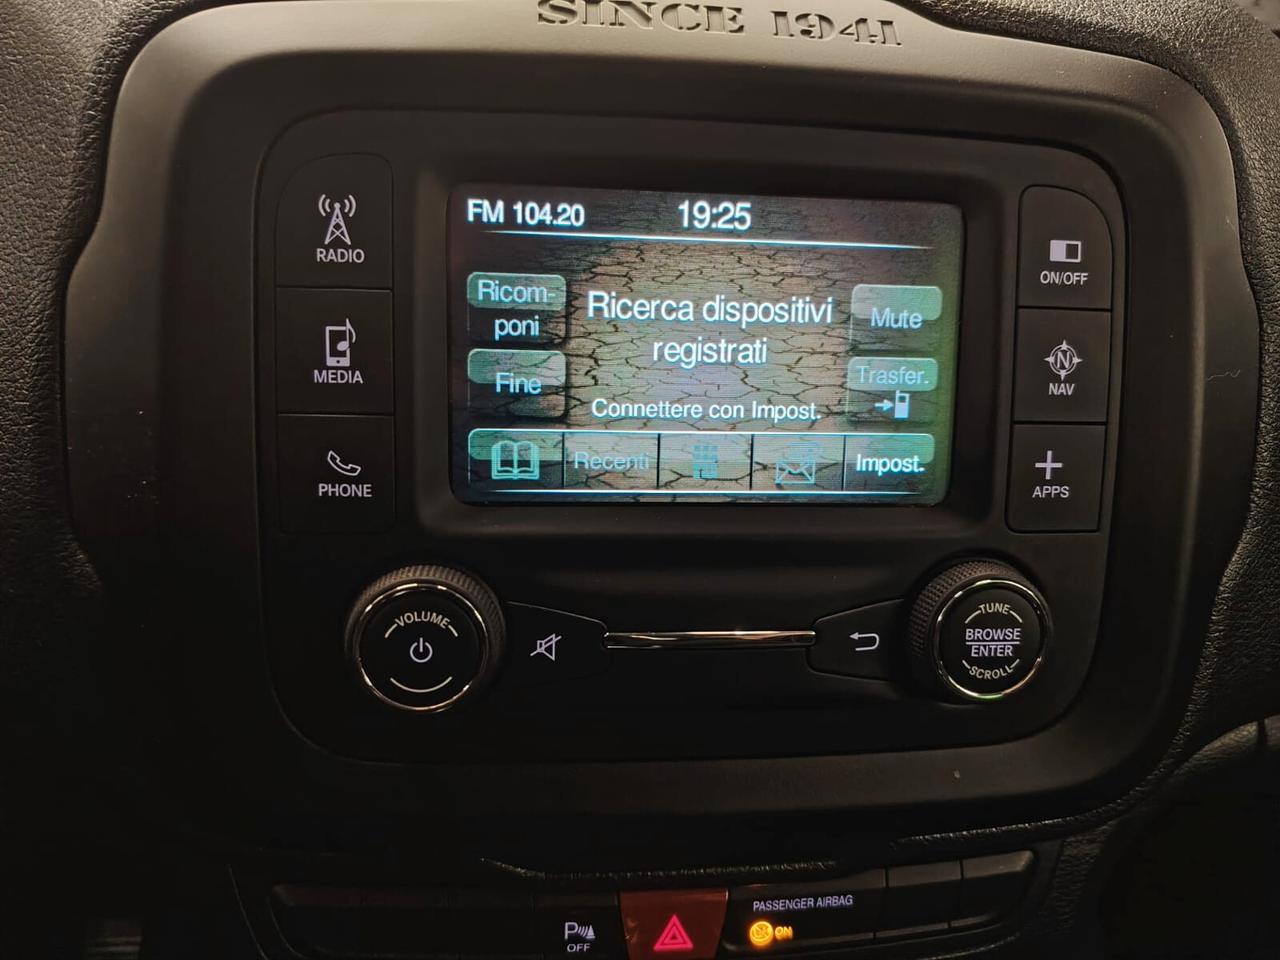 SINCE 1941
FM 104.20 19:25
RADIO
MEDIA
PHONE
Ricom-
poni
Fine
Ricerca dispositivi
registrati
Connettere con Impost.
Mute
Trasfer.
Recenti
Impost.
ON/OFF
N
NAV
APPS
VOLUME
TUNE
BROWSE
ENTER
SCROLL
P
OFF
PASSENGER AIRBAG
ON